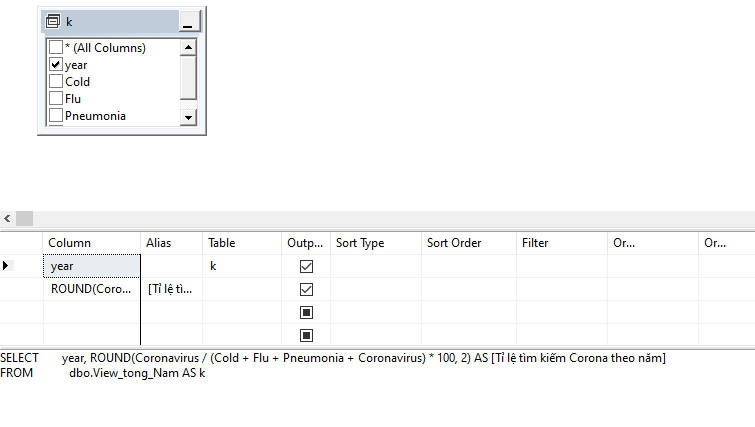 k
* (All Columns)
year
Cold
Flu
Pneumonia
Column Alias Table Outp... Sort Type Sort Order Filter Or... Or...
year k
ROUND(Coro... [Tỉ lệ tì...
SELECT year, ROUND(Coronavirus / (Cold + Flu + Pneumonia + Coronavirus) * 100, 2) AS [Tỉ lệ tìm kiếm Corona theo năm]
FROM dbo.View_tong_Nam AS k